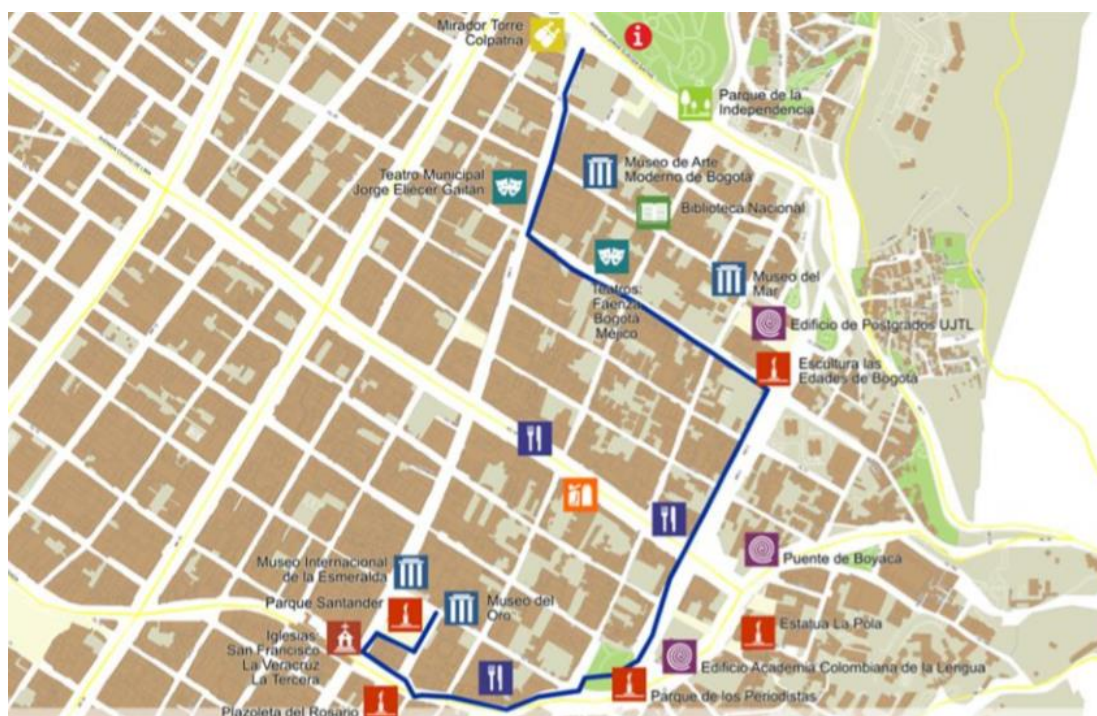 Mirador Torre
Colpatria
Parque de la
Independencia
Teatro Municipal
Jorge Eliécer Gaitán
Museo de Arte
Moderno de Bogotá
Biblioteca Nacional
Teatros:
Faenza
Bogotá
Méjico
Museo del
Mar
Edificio de Postgrados UJTL
Escultura las
Edades de Bogotá
Puente de Boyacá
Museo Internacional
de la Esmeralda
Parque Santander
Museo del
Oro
Iglesias:
San Francisco
La Veracrúz
La Tercera
Estatua La Pola
Edificio Academia Colombiana de la Lengua
Parque de los Periodistas
Plazoleta del Rosario